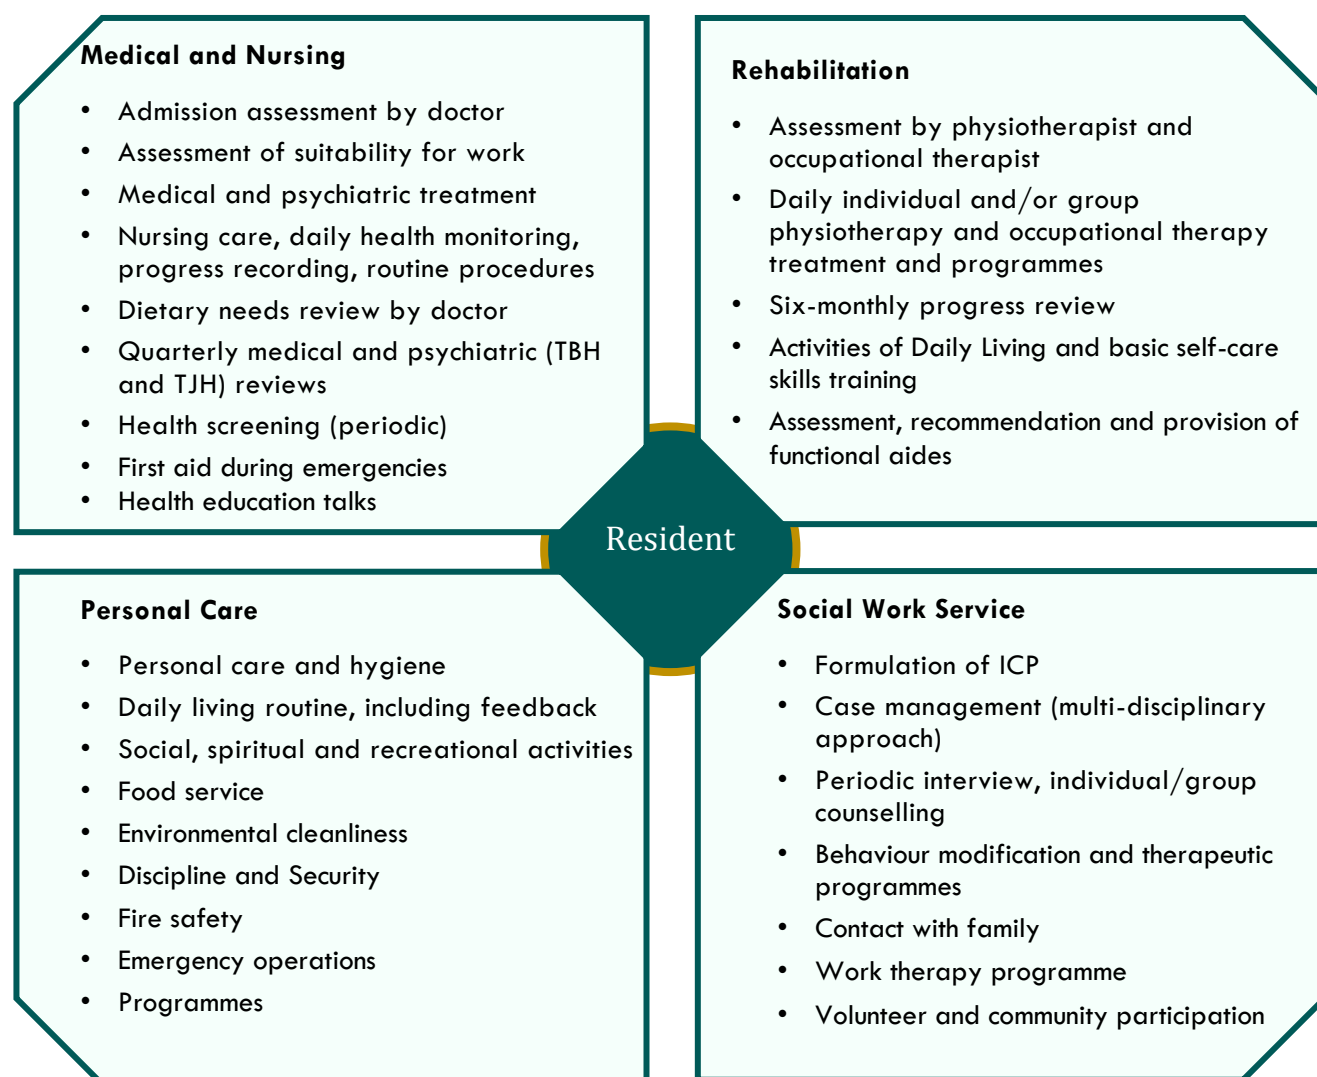 Medical and Nursing
• Admission assessment by doctor
• Assessment of suitability for work
• Medical and psychiatric treatment
• Nursing care, daily health monitoring,
progress recording, routine procedures
• Dietary needs review by doctor
• Quarterly medical and psychiatric (TBH
and TJH) reviews
• Health screening (periodic)
• First aid during emergencies
• Health education talks
Rehabilitation
• Assessment by physiotherapist and
occupational therapist
• Daily individual and/or group
physiotherapy and occupational therapy
treatment and programmes
• Six-monthly progress review
• Activities of Daily Living and basic self-care
skills training
• Assessment, recommendation and provision of
functional aides
Resident
Personal Care
• Personal care and hygiene
• Daily living routine, including feedback
• Social, spiritual and recreational activities
• Food service
• Environmental cleanliness
• Discipline and Security
• Fire safety
• Emergency operations
• Programmes
Social Work Service
• Formulation of ICP
• Case management (multi-disciplinary
approach)
• Periodic interview, individual/group
counselling
• Behaviour modification and therapeutic
programmes
• Contact with family
• Work therapy programme
• Volunteer and community participation